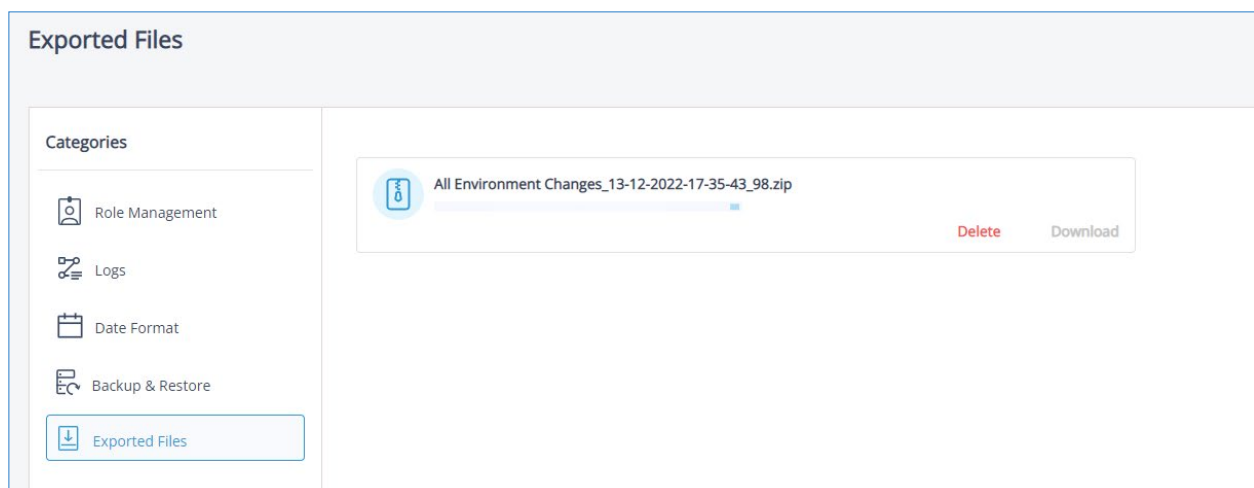 Exported Files
Categories
Role Management
Logs
Date Format
Backup & Restore
Exported Files
All Environment Changes_13-12-2022-17-35-43_98.zip
Delete Download